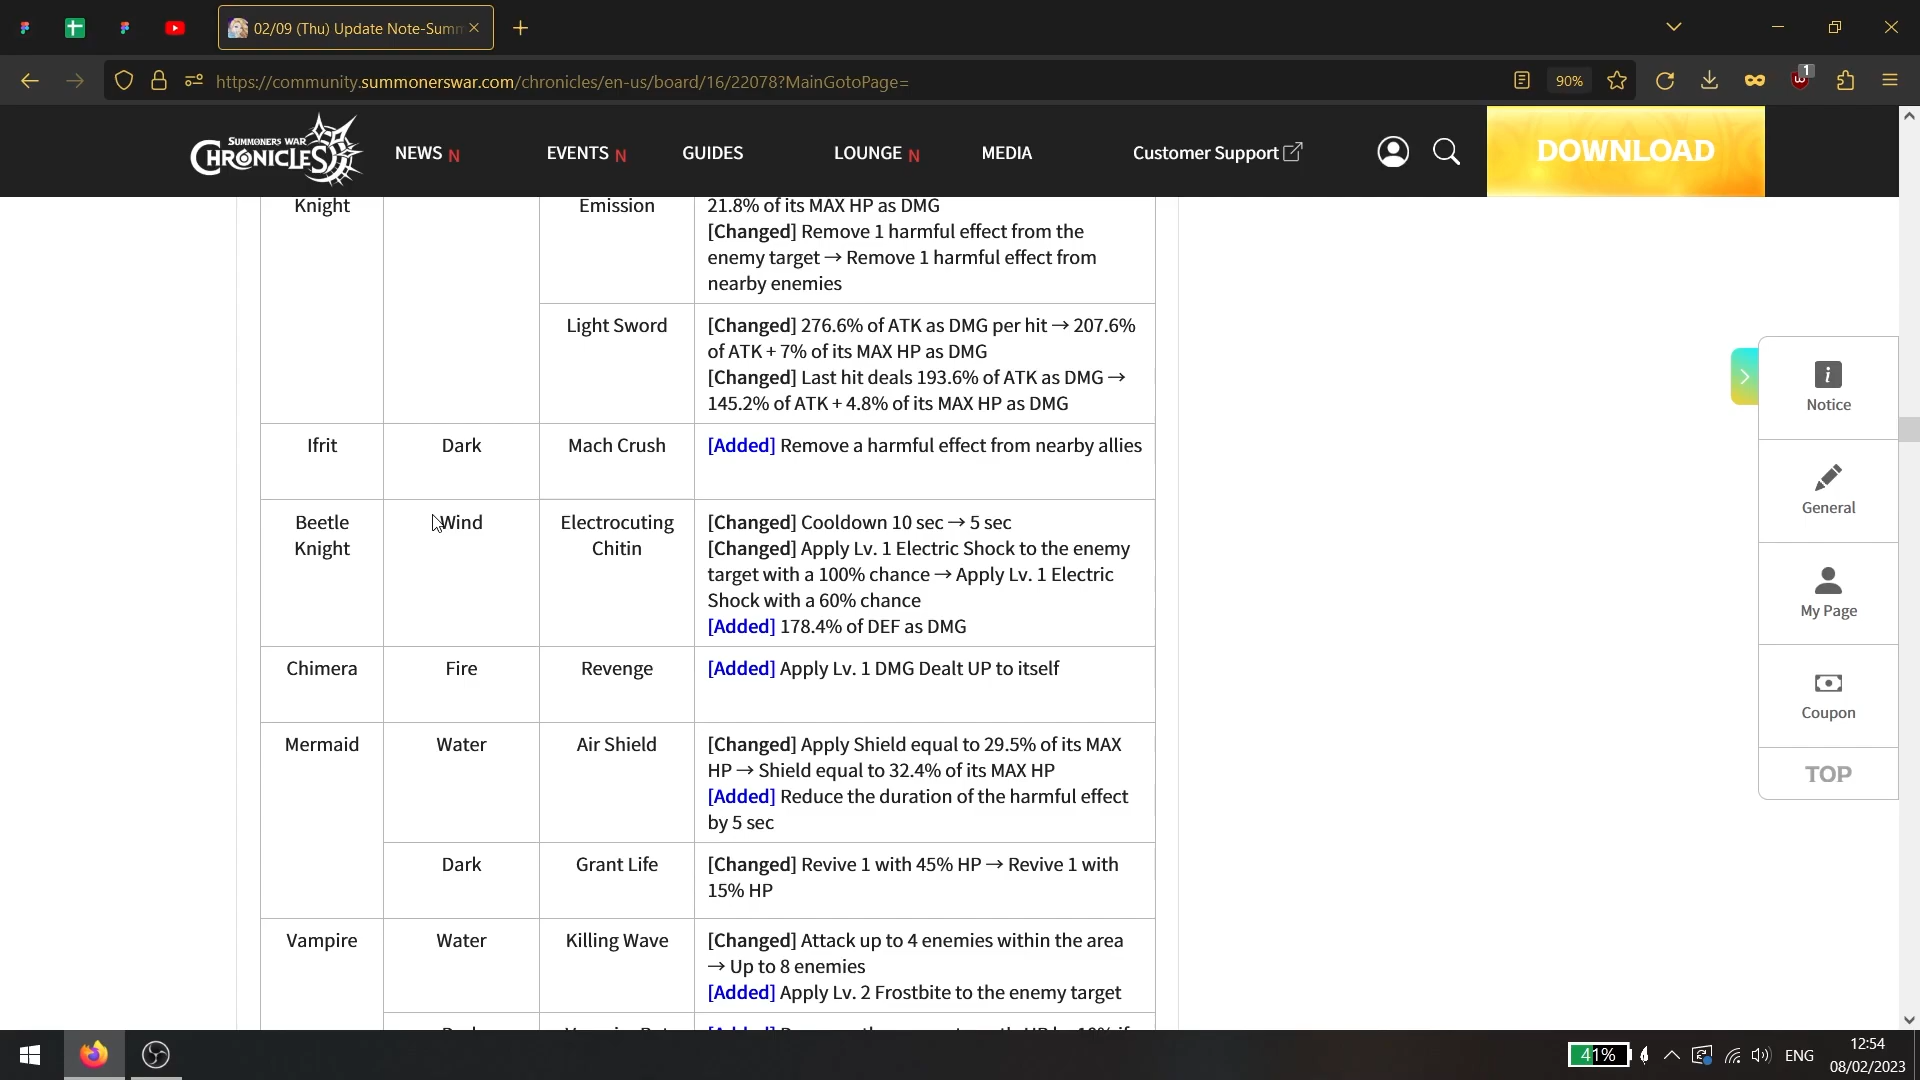 02/09 (Thu) Update Note-Summ
https://community.summonerswar.com/chronicles/en-us/board/16/22078?MainGotoPage=
90%
1
SUMMONERS WAR
CHRONICLES
NEWS N
EVENTS N
GUIDES
LOUNGE N
MEDIA
Customer Support
DOWNLOAD
Knight
Emission
21.8% of its MAX HP as DMG
[Changed] Remove 1 harmful effect from the
enemy target → Remove 1 harmful effect from
nearby enemies
Light Sword
[Changed] 276.6% of ATK as DMG per hit → 207.6%
of ATK + 7% of its MAX HP as DMG
[Changed] Last hit deals 193.6% of ATK as DMG →
145.2% of ATK + 4.8% of its MAX HP as DMG
Ifrit
Dark
Mach Crush
[Added] Remove a harmful effect from nearby allies
Beetle
Knight
Wind
Electrocuting
Chitin
[Changed] Cooldown 10 sec → 5 sec
[Changed] Apply Lv. 1 Electric Shock to the enemy
target with a 100% chance → Apply Lv. 1 Electric
Shock with a 60% chance
[Added] 178.4% of DEF as DMG
Chimera
Fire
Revenge
[Added] Apply Lv. 1 DMG Dealt UP to itself
Mermaid
Water
Air Shield
[Changed] Apply Shield equal to 29.5% of its MAX
HP → Shield equal to 32.4% of its MAX HP
[Added] Reduce the duration of the harmful effect
by 5 sec
Dark
Grant Life
[Changed] Revive 1 with 45% HP → Revive 1 with
15% HP
Vampire
Water
Killing Wave
[Changed] Attack up to 4 enemies within the area
→ Up to 8 enemies
[Added] Apply Lv. 2 Frostbite to the enemy target
Notice
General
My Page
Coupon
TOP
41%
ENG
12:54
08/02/2023